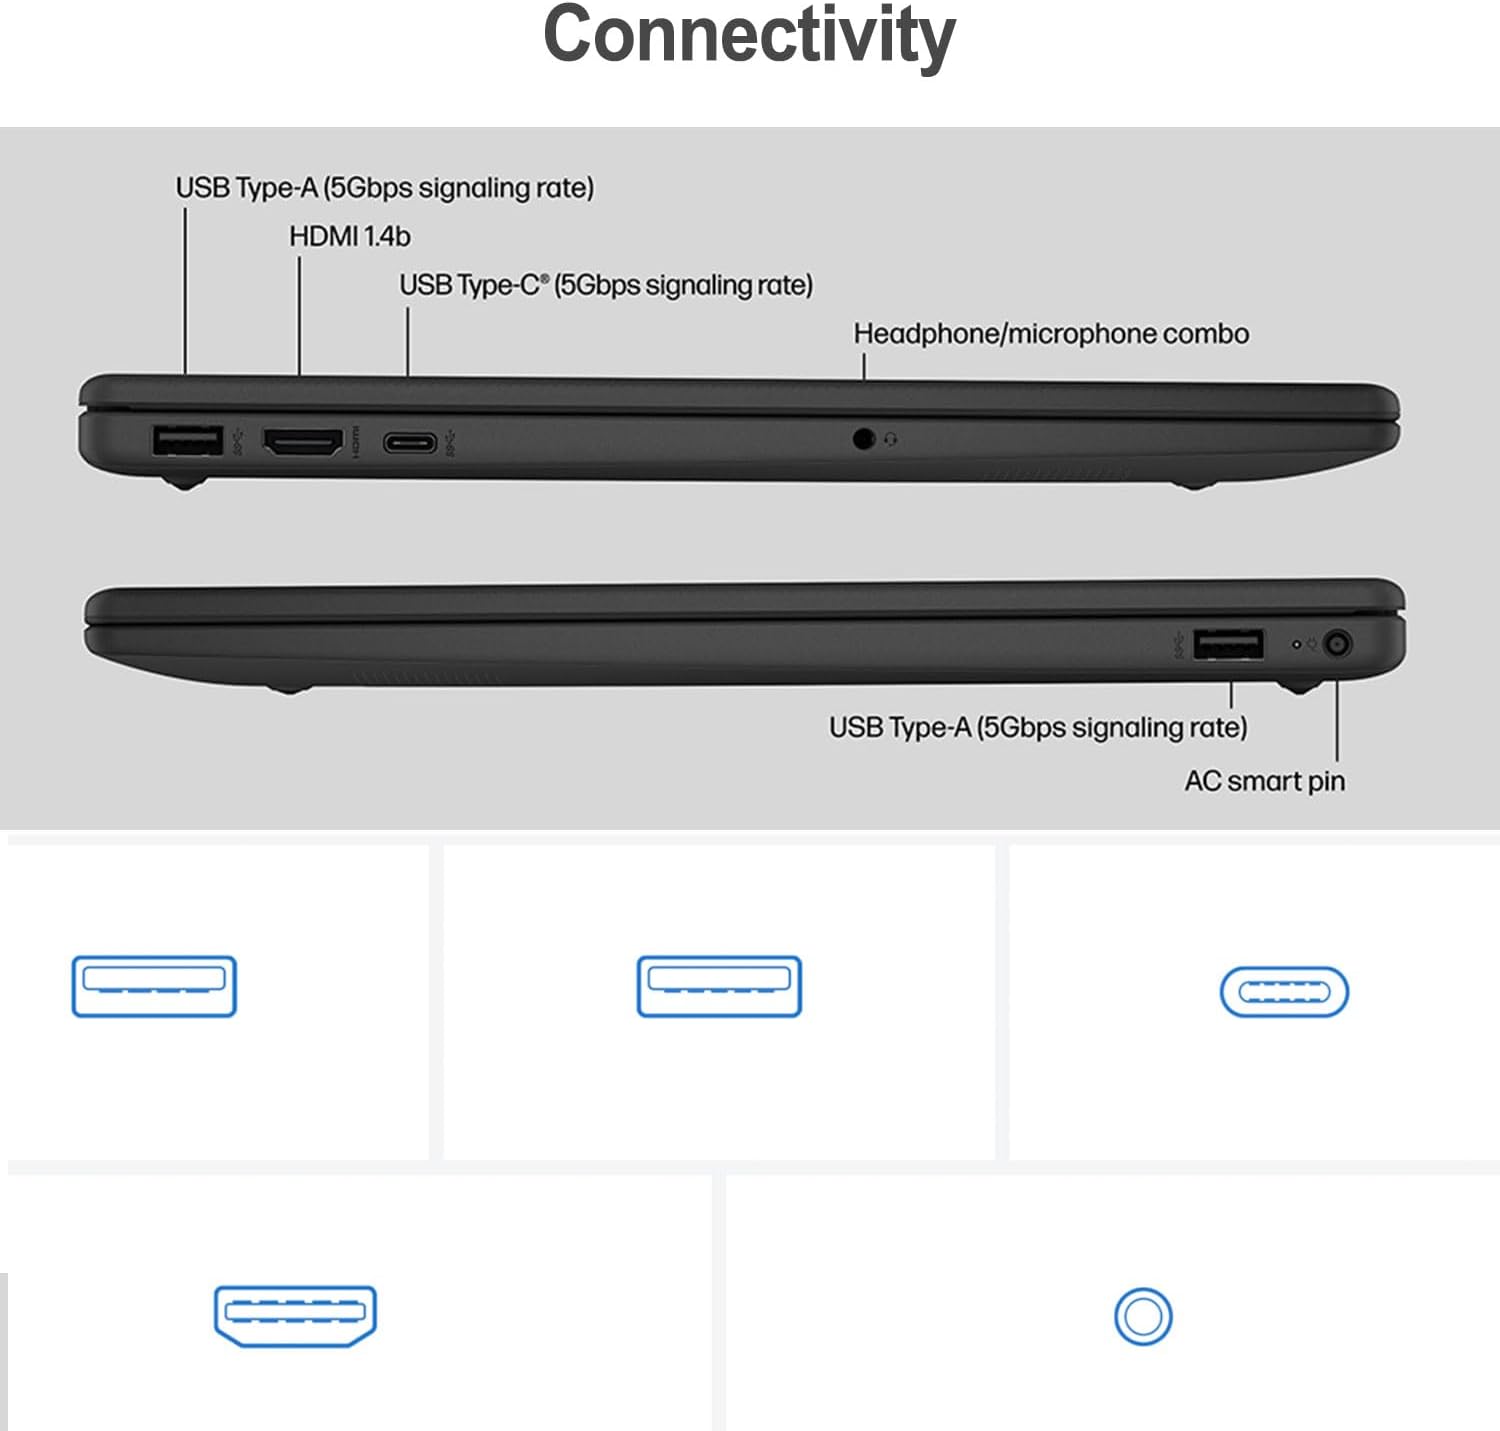 Connectivity
USB Type-A (5Gbps signaling rate)
HDMI 1.4b
USB Type-C® (5Gbps signaling rate)
Headphone/microphone combo
HDMI
USB Type-A (5Gbps signaling rate)
AC smart pin